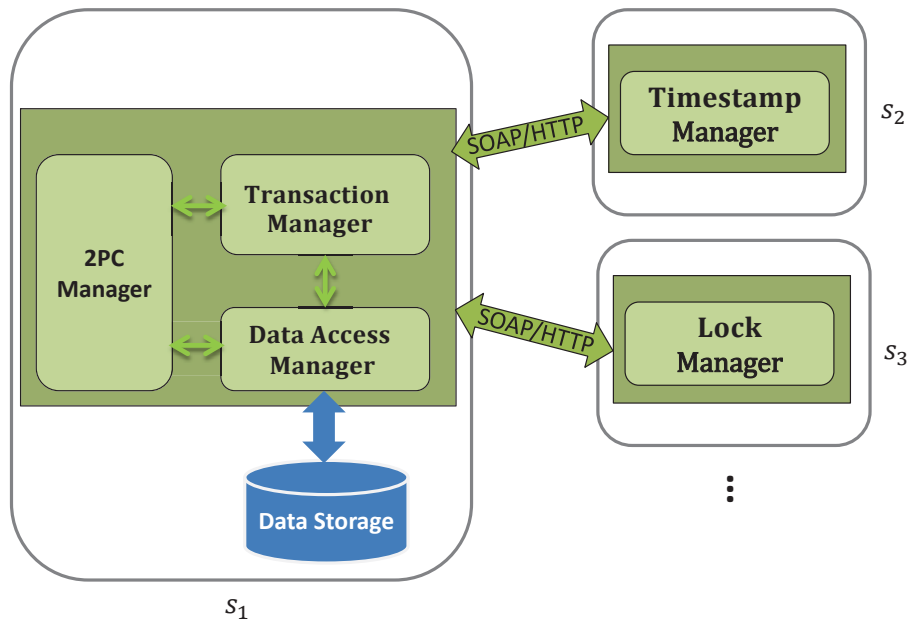 2PC
Manager
Transaction
Manager
Data Access
Manager
Data Storage
s₁
SOAP/HTTP
Timestamp
Manager
s₂
SOAP/HTTP
Lock
Manager
s₃
⋮